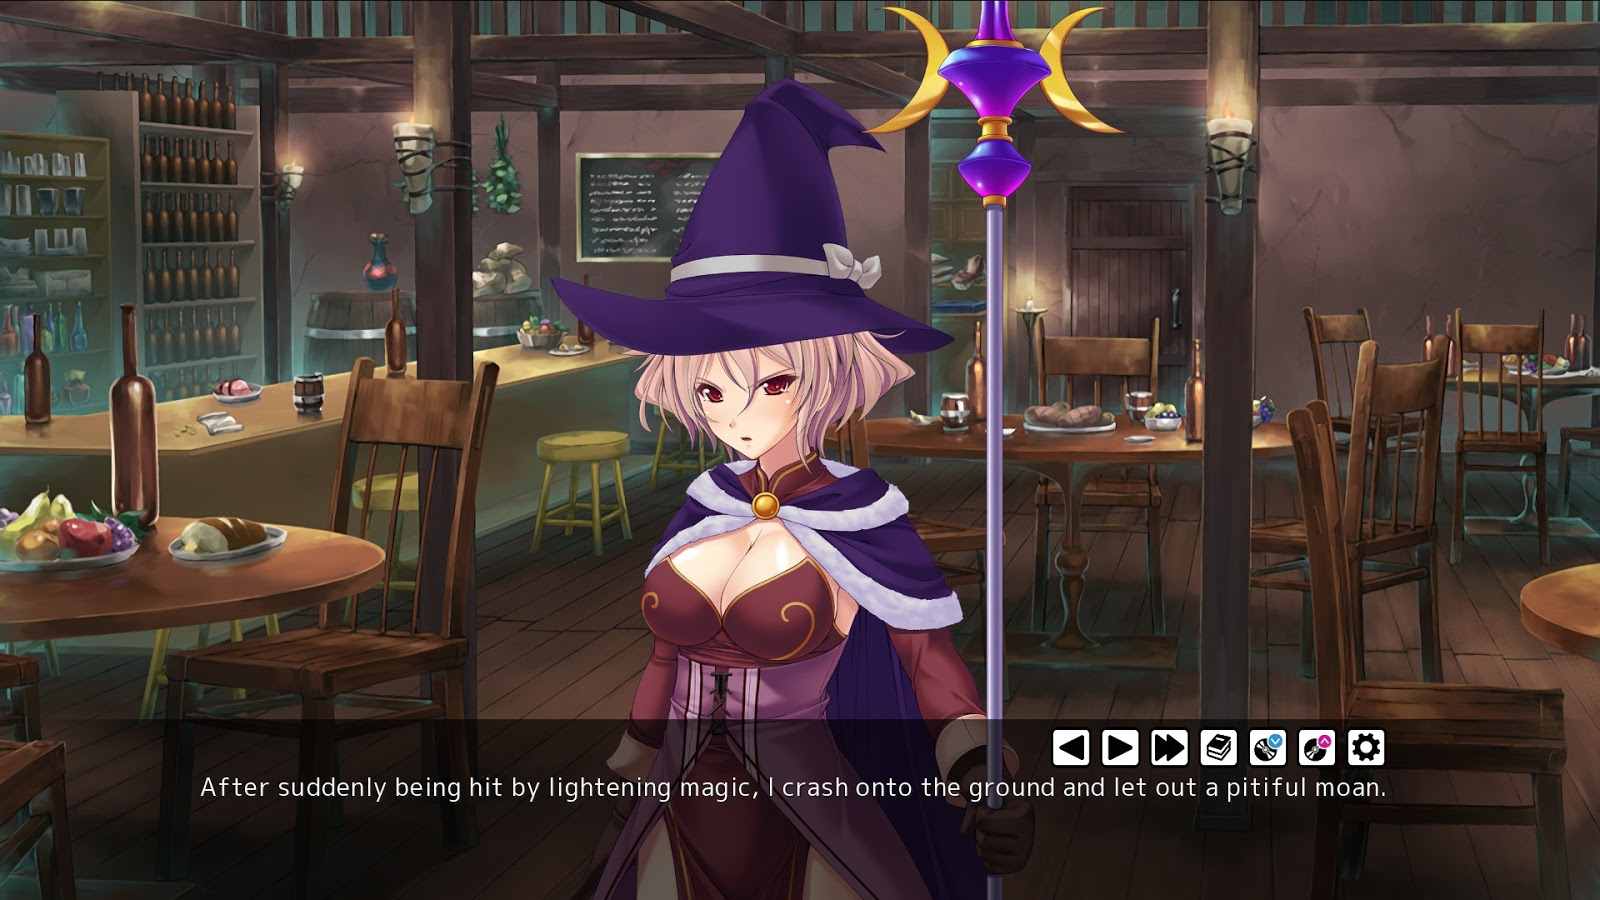 After suddenly being hit by lightening magic, I crash onto the ground and let out a pitiful moan.